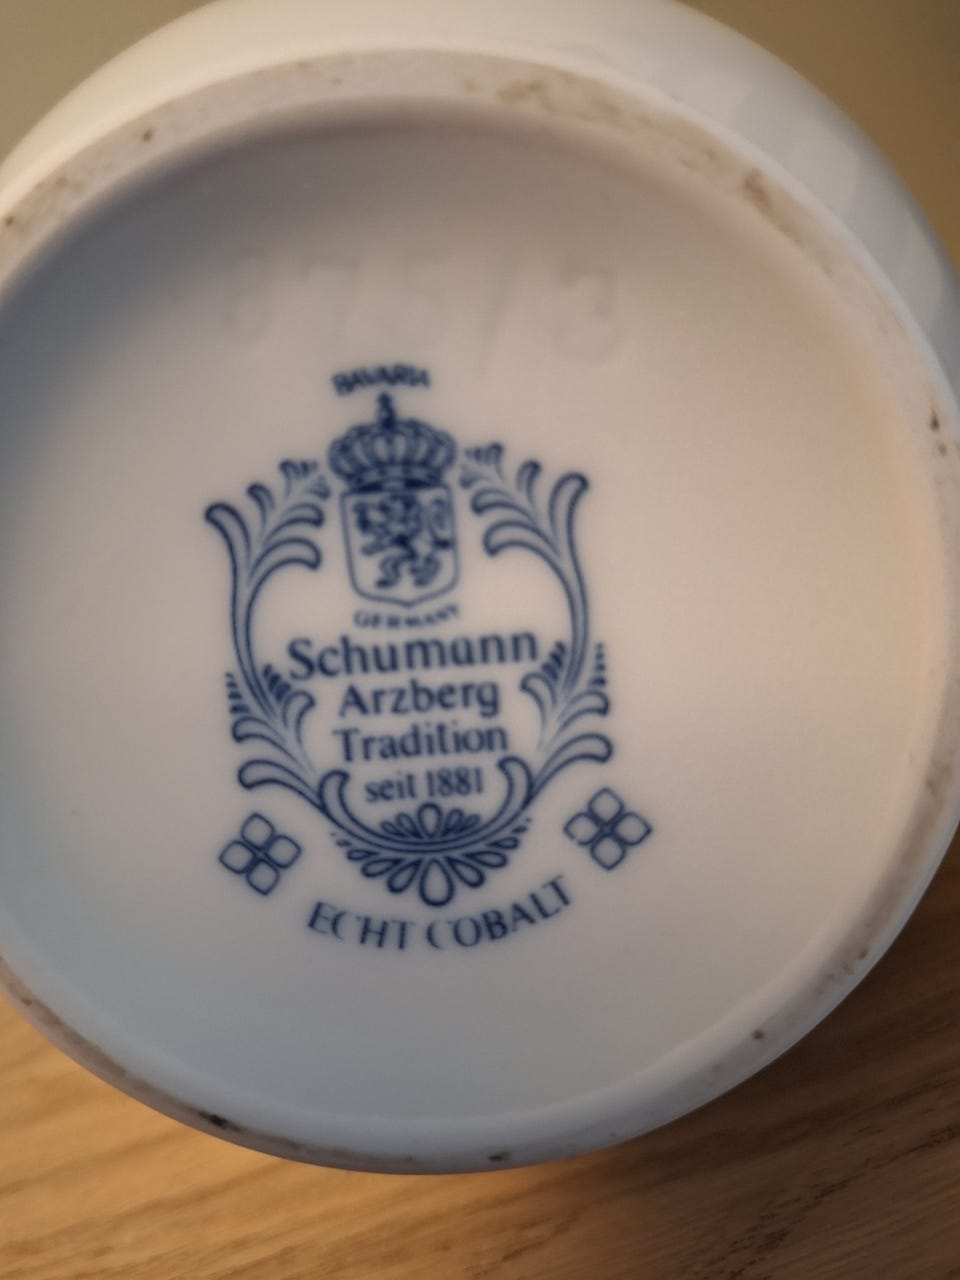 BAVARIA
GERMANY
Schumann
Arzberg
Tradition
seit 1881
ECHT COBALT